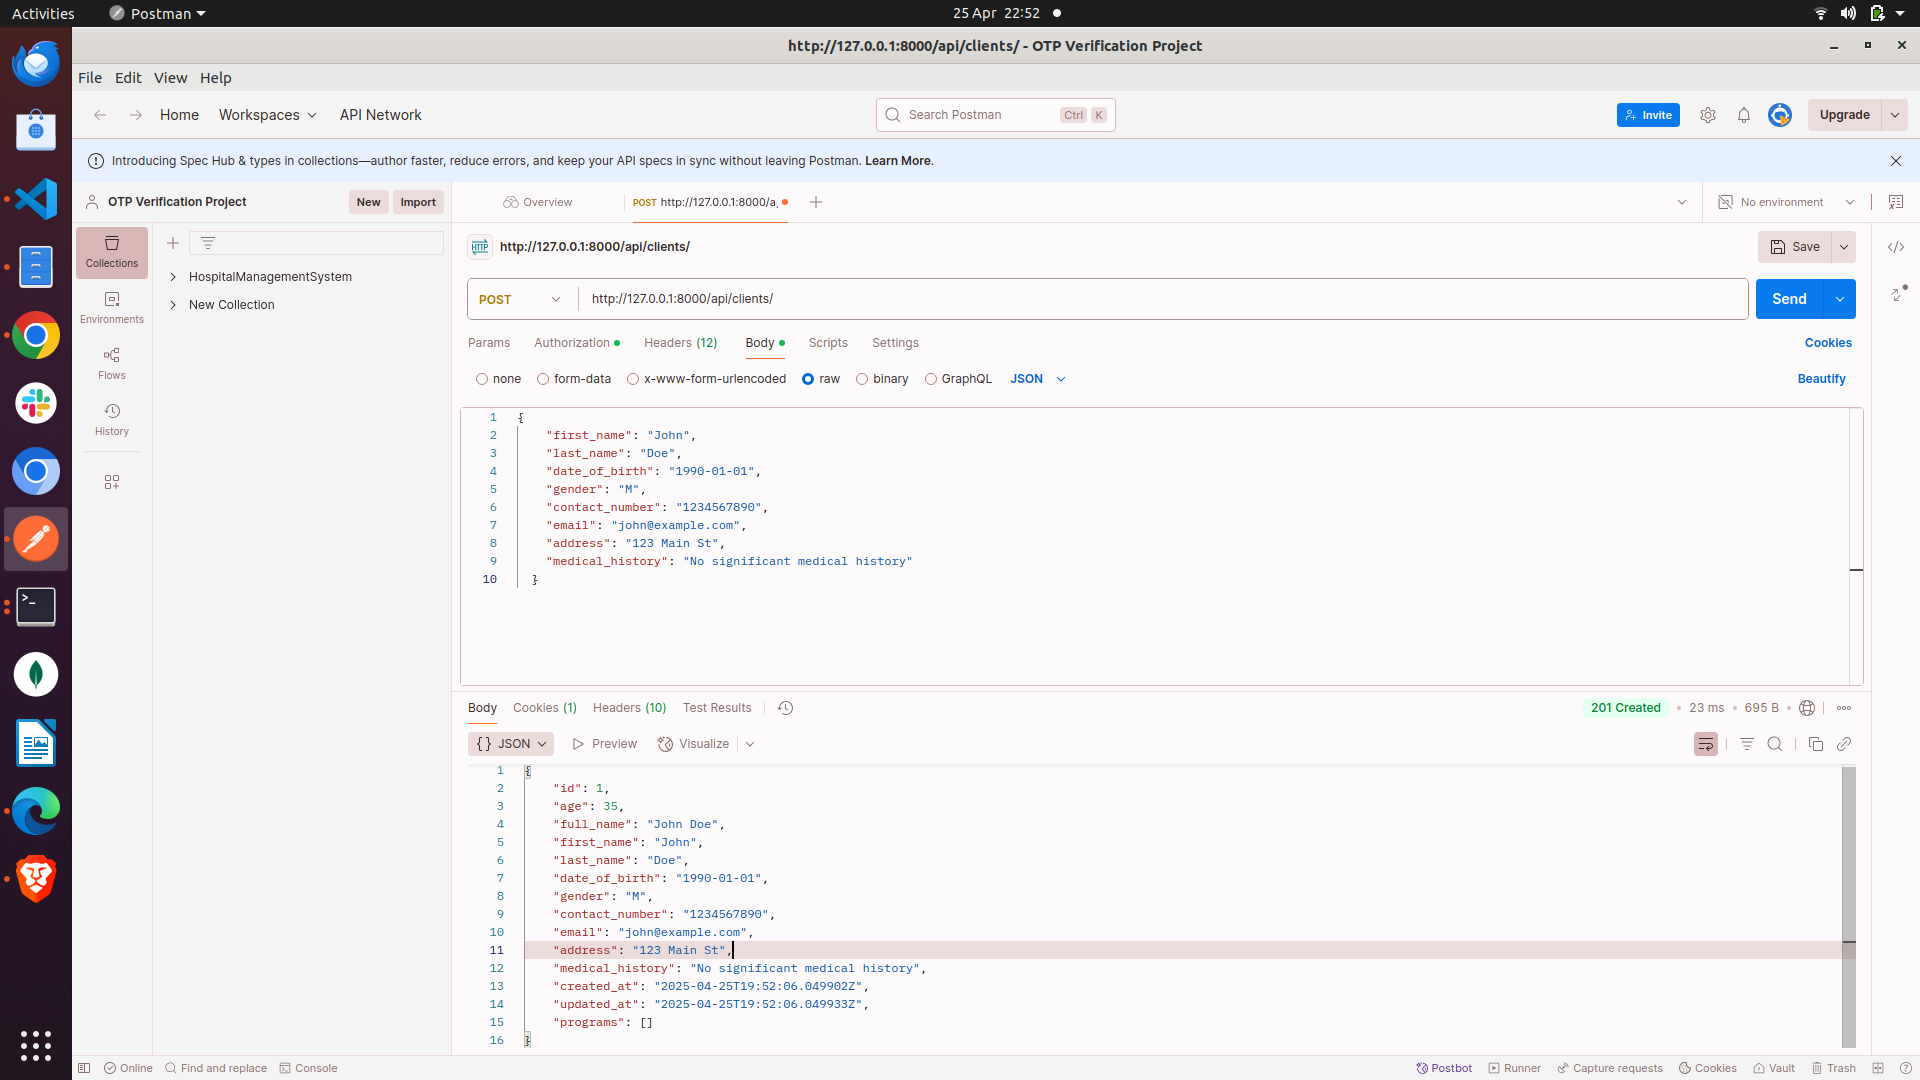 Activities Postman 25 Apr 22:52
http://127.0.0.1:8000/api/clients/ - OTP Verification Project
File Edit View Help
Home Workspaces API Network Search Postman Ctrl K Invite Upgrade
Introducing Spec Hub & types in collections—author faster, reduce errors, and keep your API specs in sync without leaving Postman. Learn More.
OTP Verification Project New Import Overview POST http://127.0.0.1:8000/a. No environment
Collections
Environments
Flows
History
HospitalManagementSystem
New Collection
HTTP http://127.0.0.1:8000/api/clients/ Save
POST http://127.0.0.1:8000/api/clients/ Send
Params Authorization Headers (12) Body Scripts Settings Cookies
none form-data x-www-form-urlencoded raw binary GraphQL JSON Beautify
1 {
2 "first_name": "John",
3 "last_name": "Doe",
4 "date_of_birth": "1990-01-01",
5 "gender": "M",
6 "contact_number": "1234567890",
7 "email": "john@example.com",
8 "address": "123 Main St",
9 "medical_history": "No significant medical history"
10 }
Body Cookies (1) Headers (10) Test Results 201 Created • 23 ms • 695 B
{} JSON Preview Visualize
1 {
2 "id": 1,
3 "age": 35,
4 "full_name": "John Doe",
5 "first_name": "John",
6 "last_name": "Doe",
7 "date_of_birth": "1990-01-01",
8 "gender": "M",
9 "contact_number": "1234567890",
10 "email": "john@example.com",
11 "address": "123 Main St",
12 "medical_history": "No significant medical history",
13 "created_at": "2025-04-25T19:52:06.049902Z",
14 "updated_at": "2025-04-25T19:52:06.049933Z",
15 "programs": []
16 }
Online Find and replace Console Postbot Runner Capture requests Cookies Vault Trash